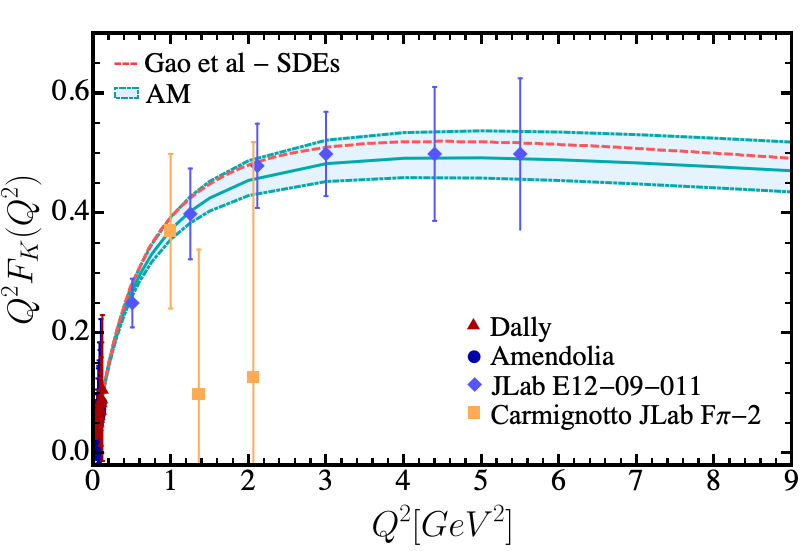 Gao et al − SDEs
AM
0.6
0.4
0.2
0.0
Q²F_K(Q²)
Dally
Amendolia
JLab E12−09−011
Carmignotto JLab Fπ−2
0 1 2 3 4 5 6 7 8 9
Q²[GeV²]